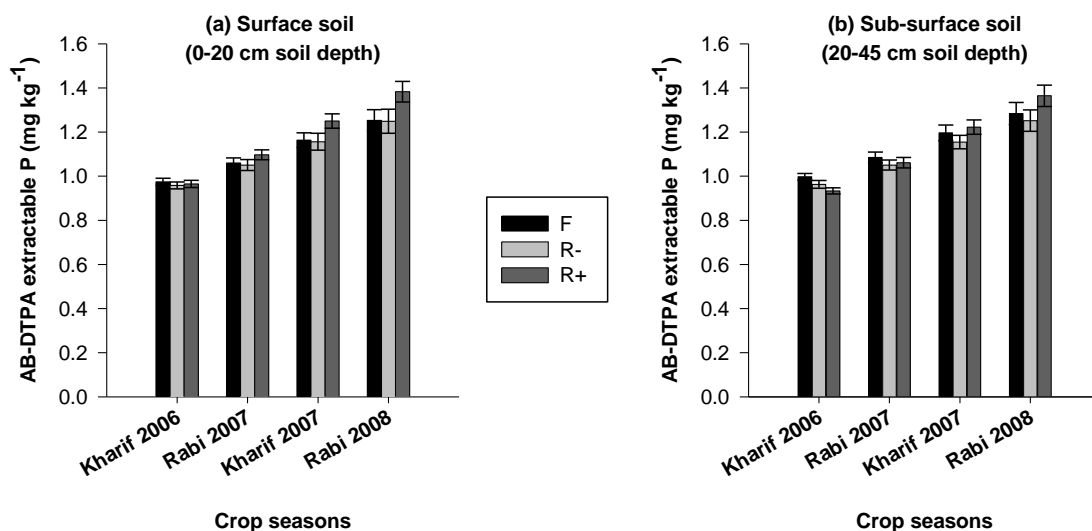 (a) Surface soil
(0-20 cm soil depth)
AB-DTPA extractable P (mg kg⁻¹)
1.6
1.4
1.2
1.0
0.8
0.6
0.4
0.2
0.0
Kharif 2006
Rabi 2007
Kharif 2007
Rabi 2008
Crop seasons
F
R-
R+
(b) Sub-surface soil
(20-45 cm soil depth)
AB-DTPA extractable P (mg kg⁻¹)
1.6
1.4
1.2
1.0
0.8
0.6
0.4
0.2
0.0
Kharif 2006
Rabi 2007
Kharif 2007
Rabi 2008
Crop seasons